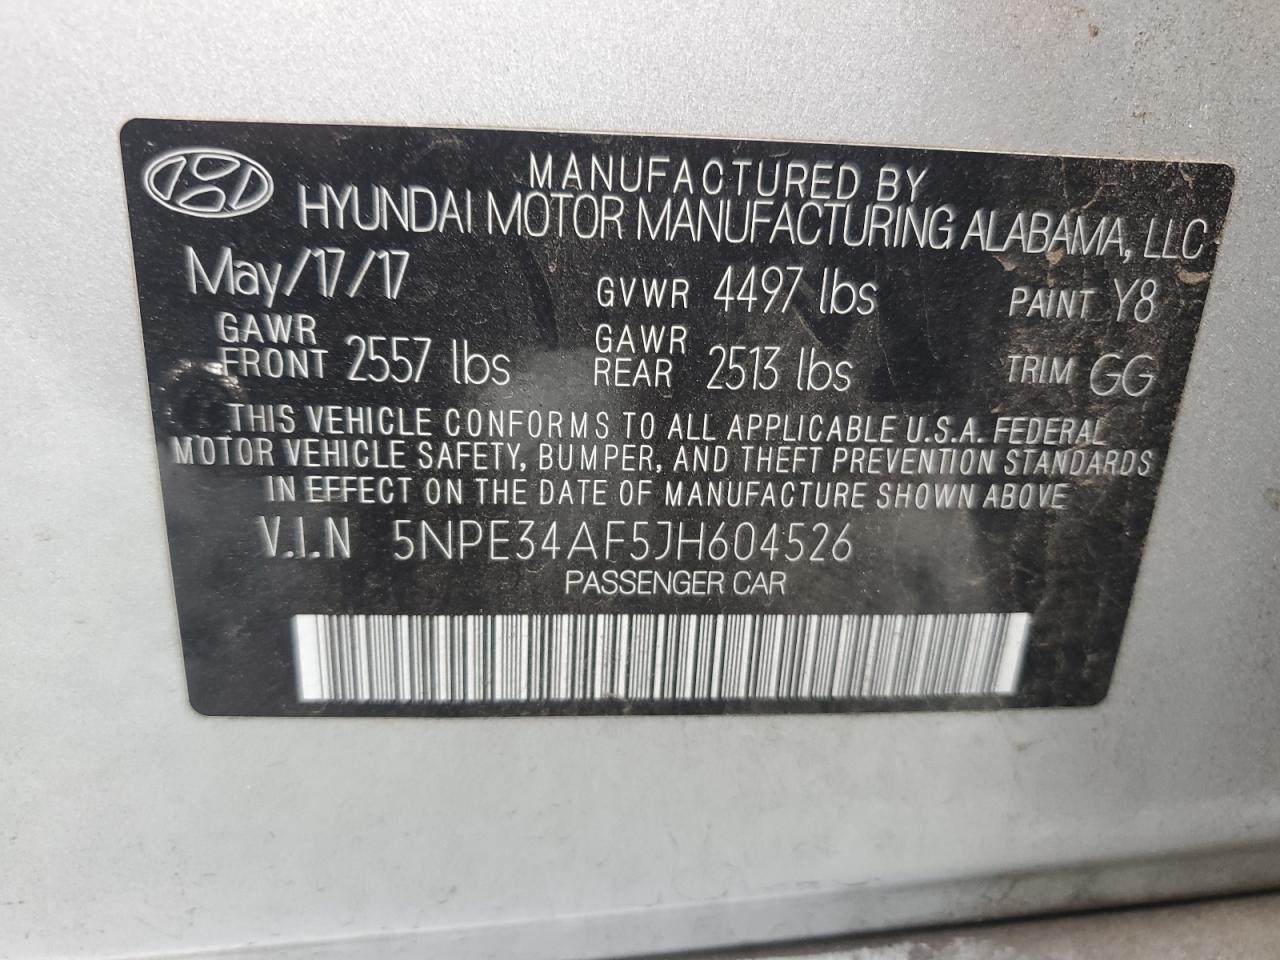 MANUFACTURED BY
HYUNDAI MOTOR MANUFACTURING ALABAMA, LLC
May/17/17 GVWR 4497 lbs PAINT Y8
GAWR FRONT 2557 lbs GAWR REAR 2513 lbs TRIM GG
THIS VEHICLE CONFORMS TO ALL APPLICABLE U.S.A. FEDERAL
MOTOR VEHICLE SAFETY, BUMPER, AND THEFT PREVENTION STANDARDS
IN EFFECT ON THE DATE OF MANUFACTURE SHOWN ABOVE
V.I.N 5NPE34AF5JH604526
PASSENGER CAR